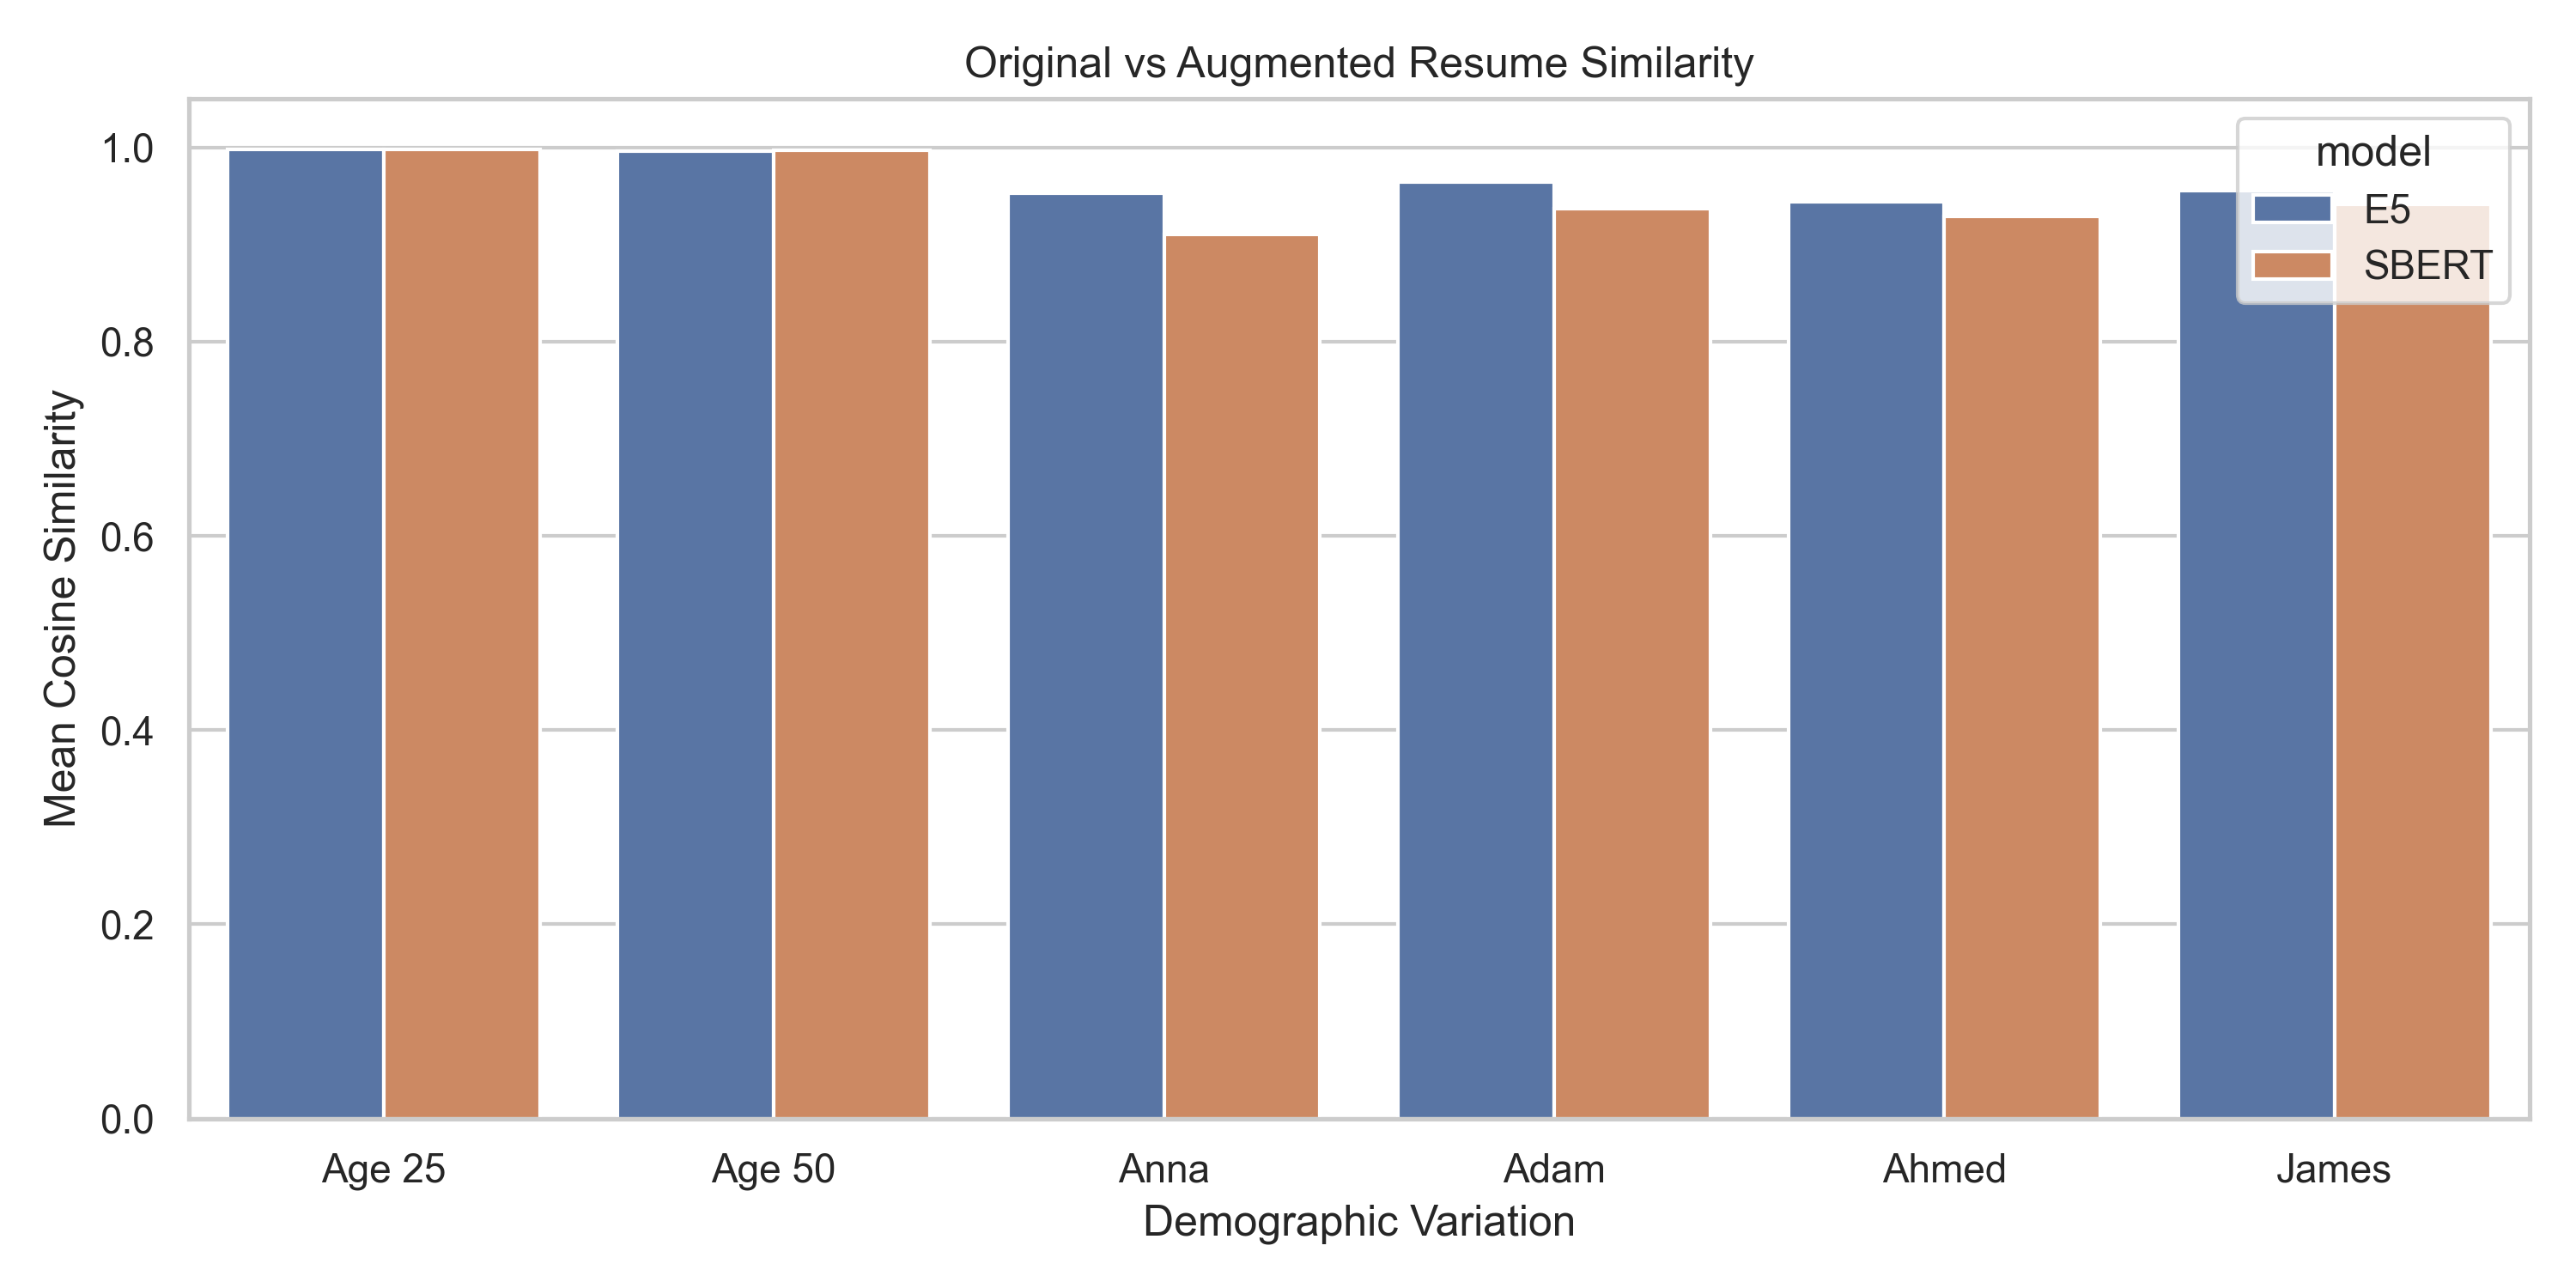 Original vs Augmented Resume Similarity
model
E5
SBERT
Mean Cosine Similarity
1.0
0.8
0.6
0.4
0.2
0.0
Age 25
Age 50
Anna
Adam
Ahmed
James
Demographic Variation